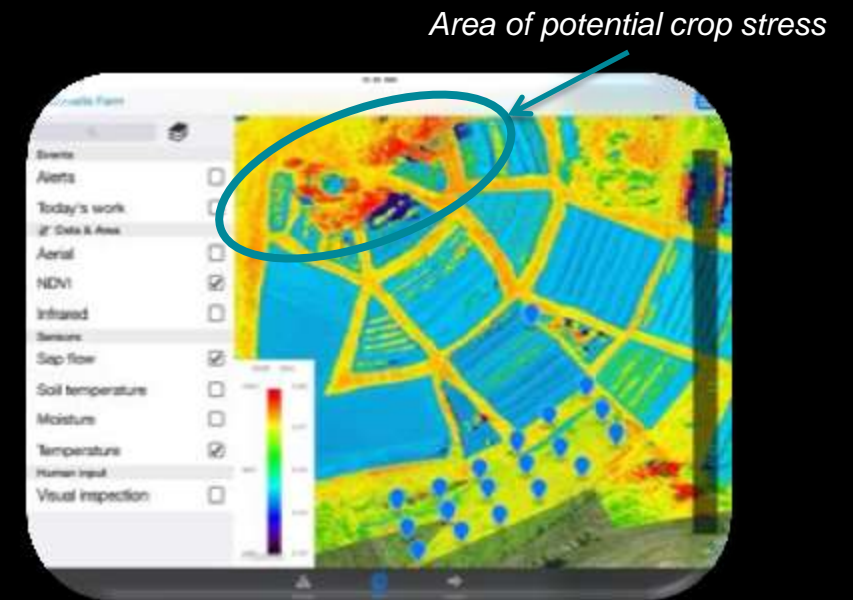 Area of potential crop stress
Farm
Events
Alerts
Today's work
Data & Area
Aerial
NDVI
Infrared
Sensors
Sap flow
Soil temperature
Moisture
Temperature
Human input
Visual inspection